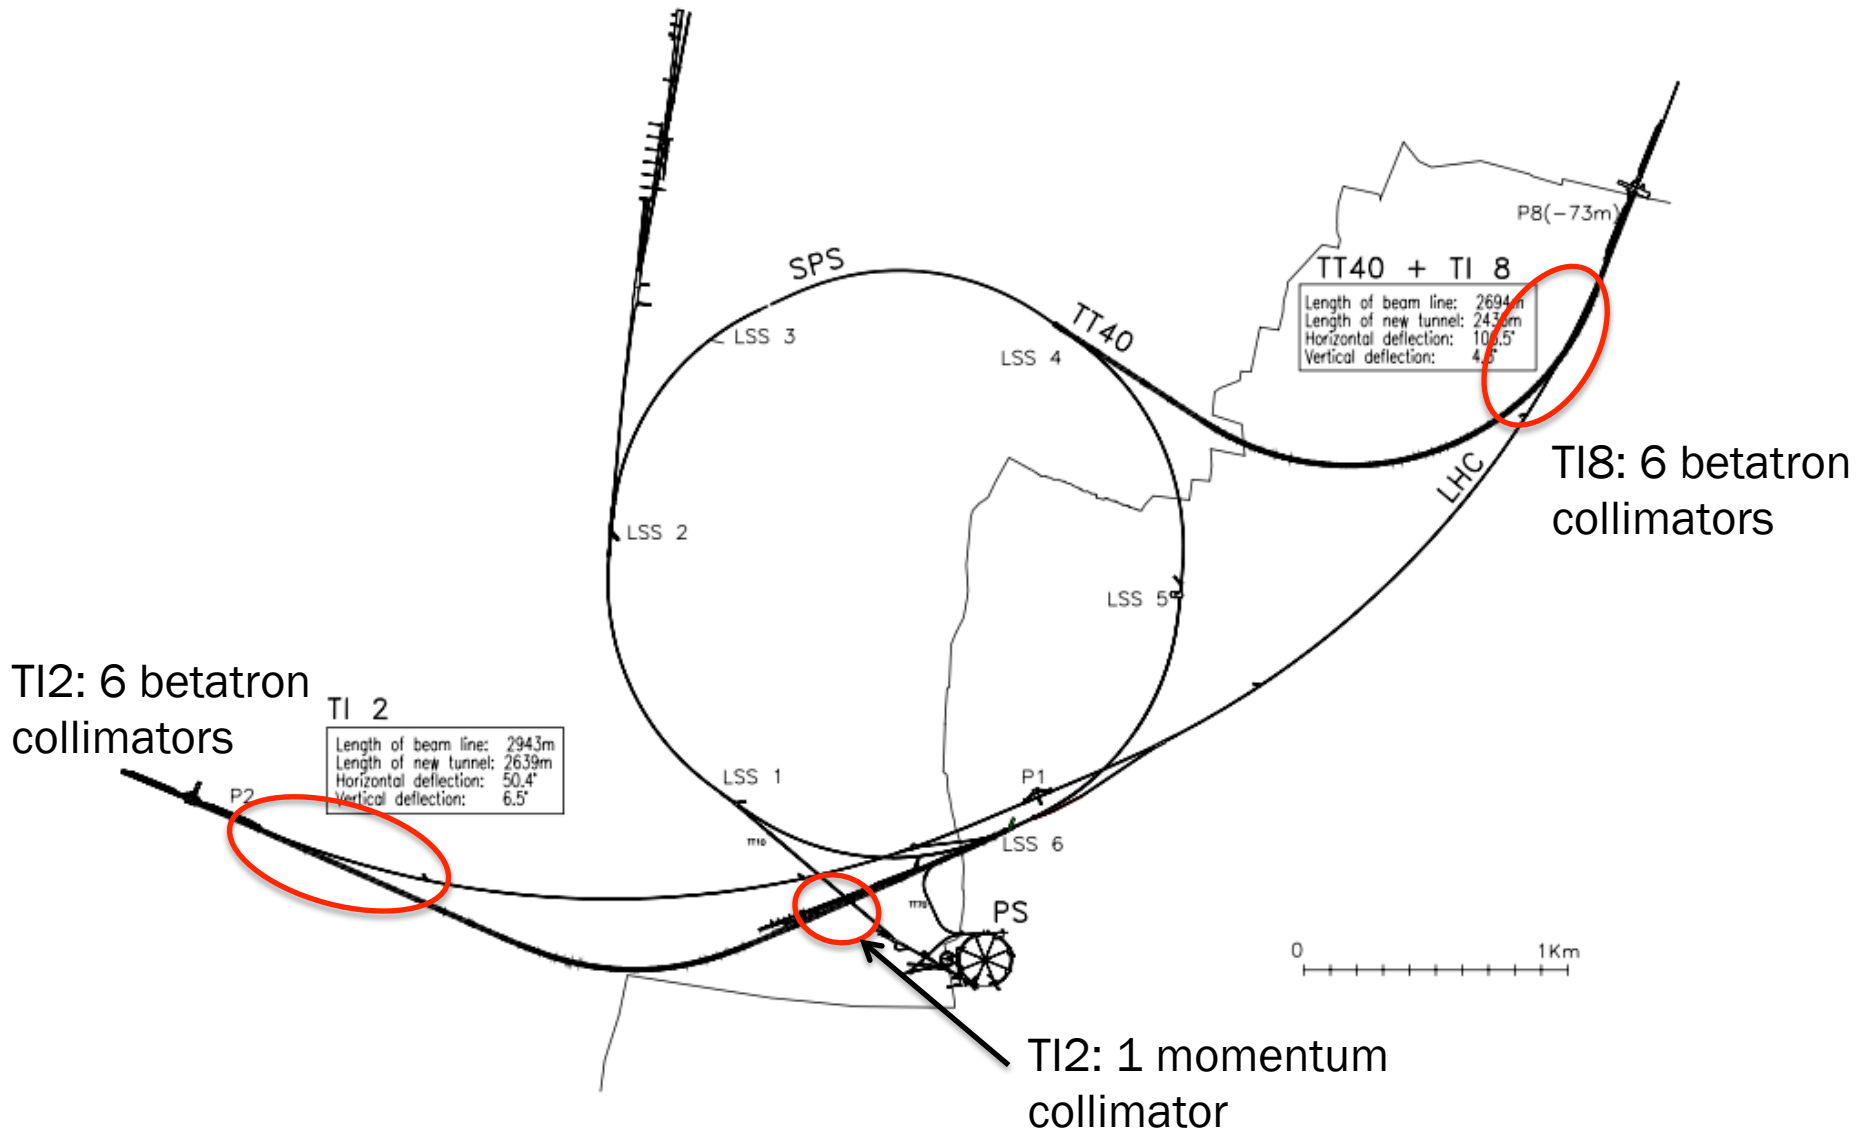 SPS
LSS 3
TT40
LSS 4
P8(-73m)
TT40 + TI 8
Length of beam line: 2694m
Length of new tunnel:
Horizontal deflection:
Vertical deflection:
TI8: 6 betatron
collimators
LHC
LSS 2
LSS 5
TI2: 6 betatron
collimators
TI 2
Length of beam line: 2943m
Length of new tunnel: 2639m
Horizontal deflection: 50.4°
Vertical deflection: 6.5°
P2
LSS 1
P1
TT10
LSS 6
TT70
PS
0 1Km
TI2: 1 momentum
collimator